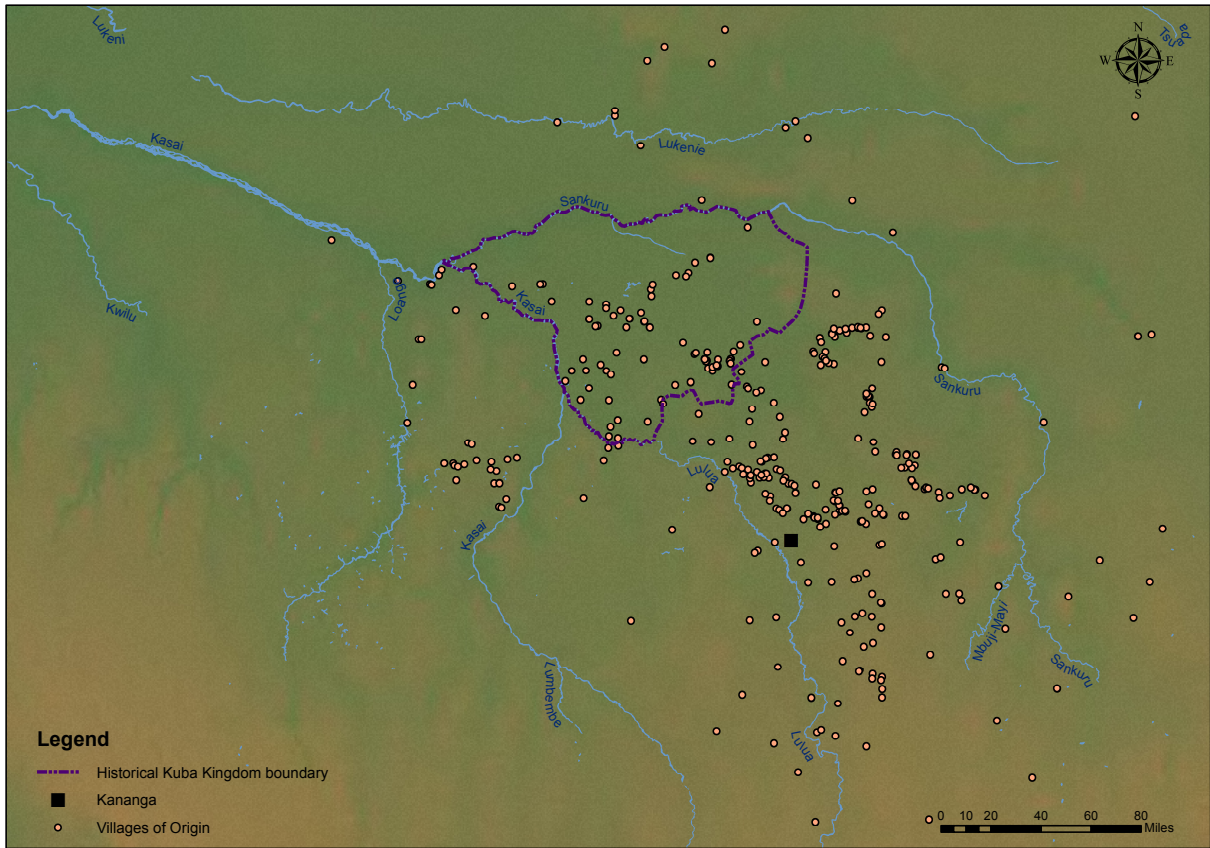 Lukeni
Tsuapa
N
W
E
S
Kasai
Lukenie
Sankuru
Kwilu
Loange
Kasai
Sankuru
Lulua
Kasai
Mbuji-Mayi
Sankuru
Lumbembe
Lulua
Legend
Historical Kuba Kingdom boundary
Kananga
Villages of Origin
0 10 20 40 60 80
Miles